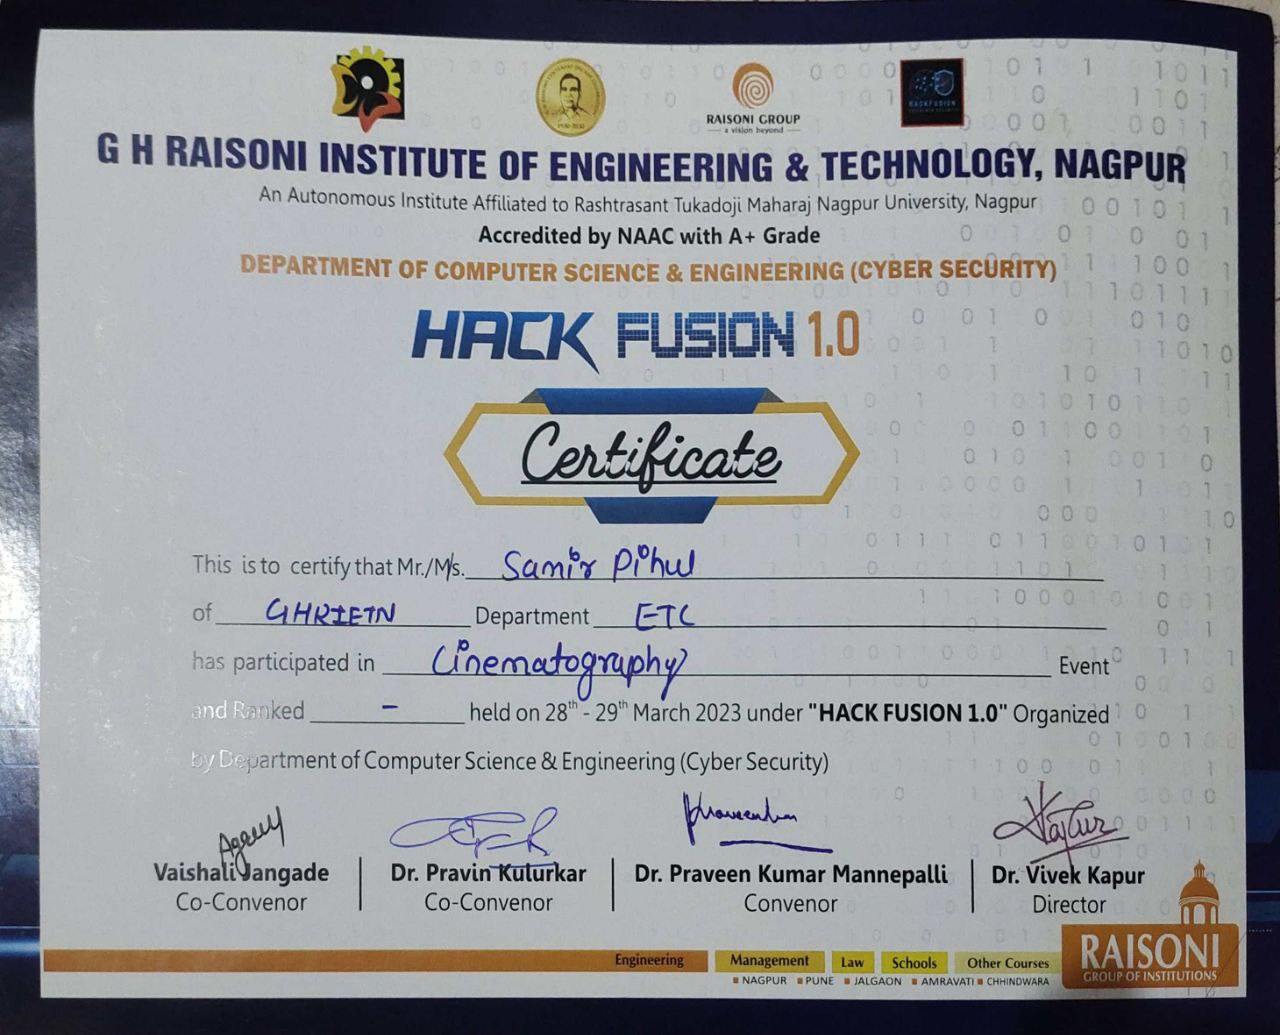 RAISONI GROUP
a vision beyond
HACKFUSION
G H RAISONI INSTITUTE OF ENGINEERING & TECHNOLOGY, NAGPUR
An Autonomous Institute Affiliated to Rashtrasant Tukadoji Maharaj Nagpur University, Nagpur
Accredited by NAAC with A+ Grade
DEPARTMENT OF COMPUTER SCIENCE & ENGINEERING (CYBER SECURITY)
HACK FUSION 1.0
Certificate
This is to certify that Mr./M/s. Samir Pihul
of GHRIETN Department ETC
has participated in Cinematography Event
and Ranked - held on 28th - 29th March 2023 under "HACK FUSION 1.0" Organized
by Department of Computer Science & Engineering (Cyber Security)
Vaishali Jangade Dr. Pravin Kulurkar Dr. Praveen Kumar Mannepalli Dr. Vivek Kapur
Co-Convenor Co-Convenor Convenor Director
Engineering Management Law Schools Other Courses
NAGPUR PUNE JALGAON AMRAVATI CHHINDWARA
RAISONI
GROUP OF INSTITUTIONS